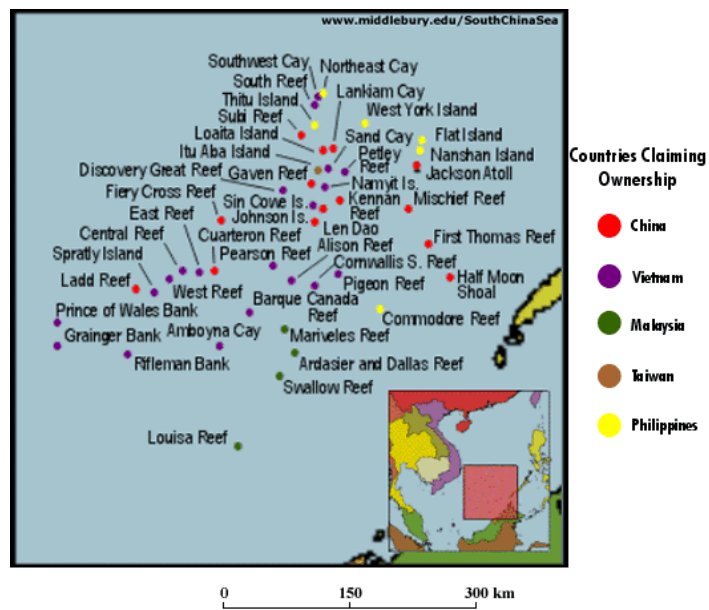 www.middlebury.edu/SouthChinaSea
Southwest Cay
Northeast Cay
South Reef
Lankiam Cay
Thitu Island
West York Island
Subi Reef
Loaita Island
Sand Cay
Flat Island
Itu Aba Island
Petley
Reef
Nanshan Island
Discovery Great Reef
Gaven Reef
Jackson Atoll
Namyit Is.
Fiery Cross Reef
Sin Cowe Is.
Kennan
Reef
Mischief Reef
East Reef
Johnson Is.
Len Dao
Central Reef
Cuarteron Reef
Alison Reef
First Thomas Reef
Spratly Island
Pearson Reef
Cornwallis S. Reef
Ladd Reef
West Reef
Pigeon Reef
Half Moon
Shoal
Barque Canada
Reef
Prince of Wales Bank
Commodore Reef
Grainger Bank
Amboyna Cay
Mariveles Reef
Rifleman Bank
Ardasier and Dallas Reef
Swallow Reef
Louisa Reef
Countries Claiming
Ownership
China
Vietnam
Malaysia
Taiwan
Philippines
0 150 300 km